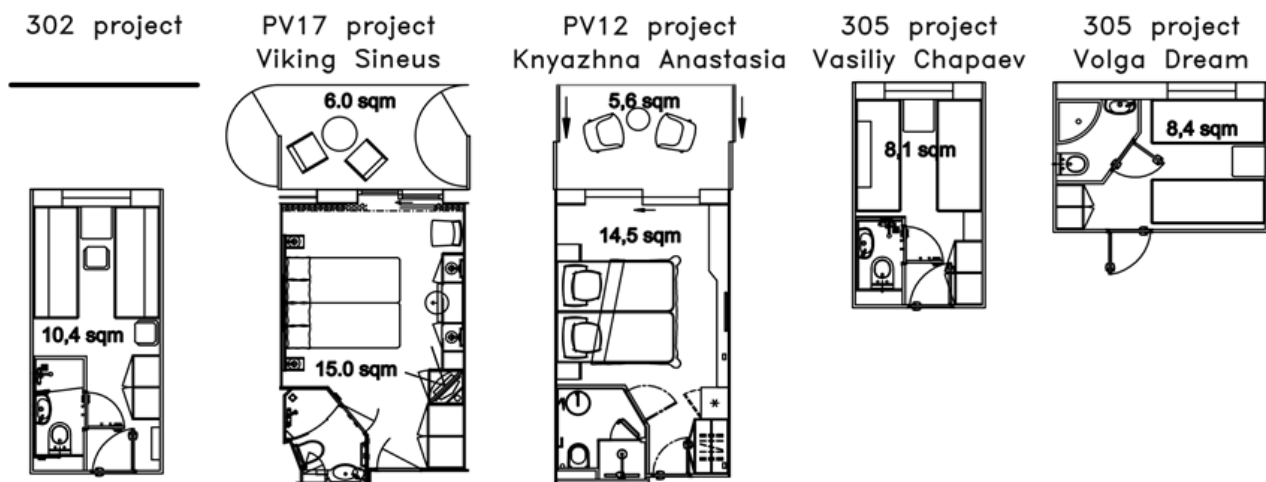 302 project
PV17 project
Viking Sineus
PV12 project
Knyazhna Anastasia
305 project
Vasiliy Chapaev
305 project
Volga Dream
6.0 sqm
5,6 sqm
8,1 sqm
8,4 sqm
14,5 sqm
10,4 sqm
15.0 sqm